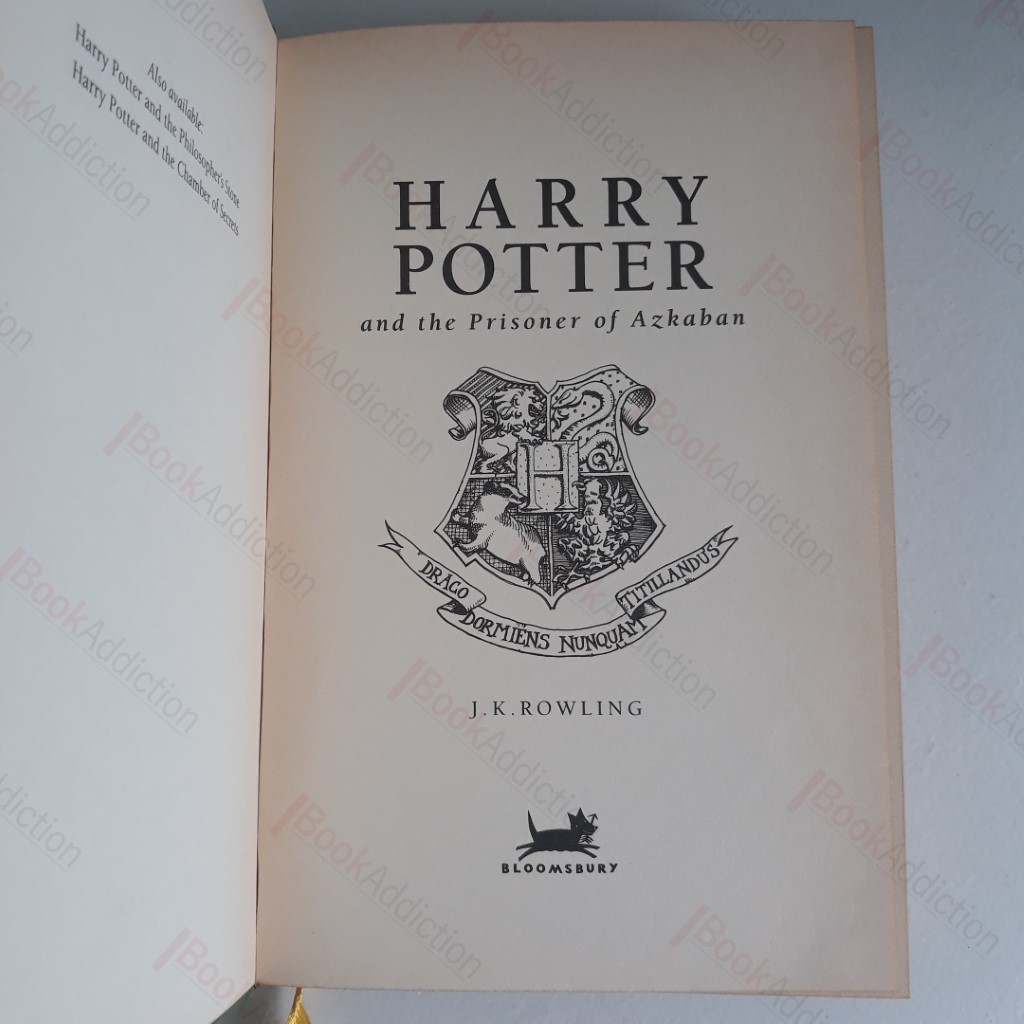 Also available:
Harry Potter and the Philosopher's Stone
Harry Potter and the Chamber of Secrets
HARRY
POTTER
and the Prisoner of Azkaban
H
DRACO
DORMIENS NUNQUAM
TITILLANDUS
J.K.ROWLING
BLOOMSBURY
BookAddiction